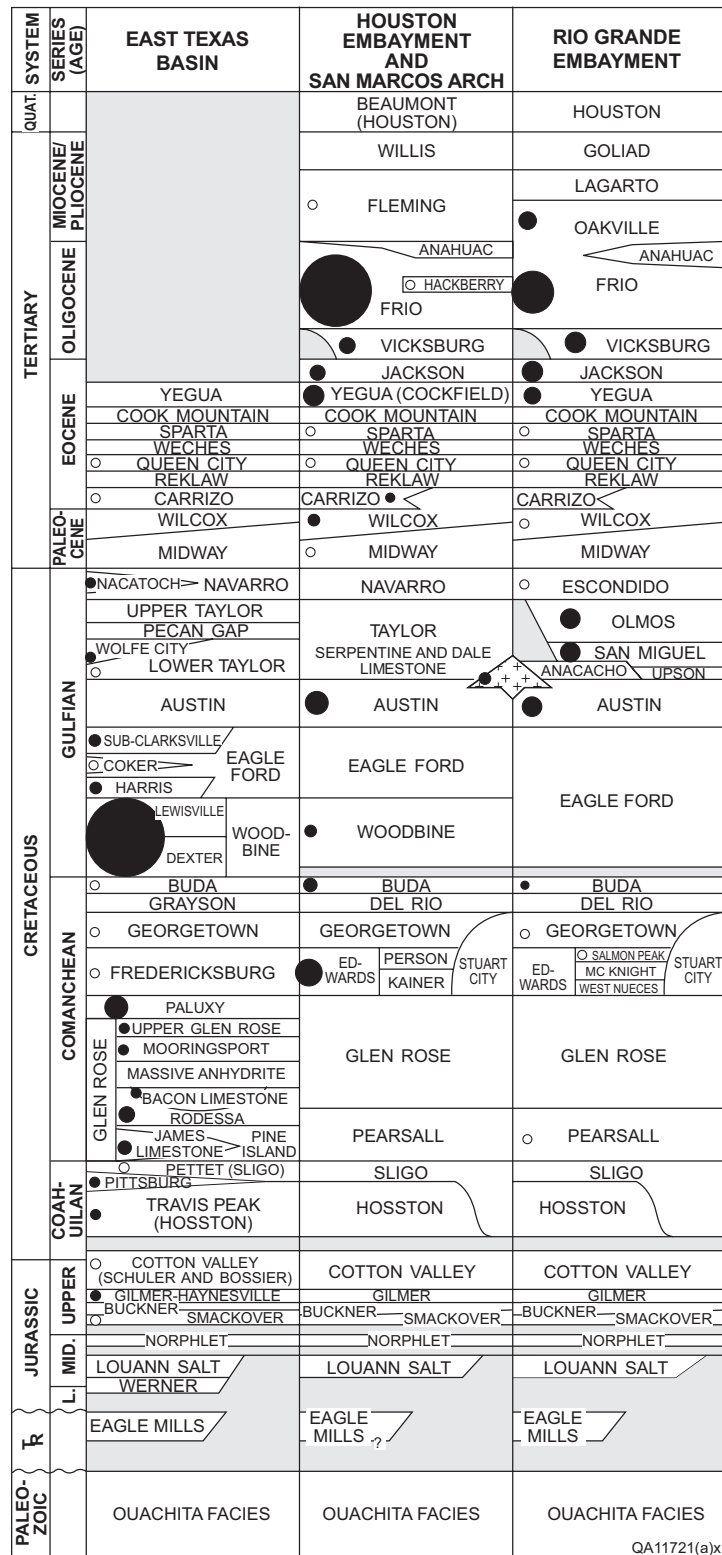 SYSTEM
SERIES
(AGE)
EAST TEXAS
BASIN
HOUSTON
EMBAYMENT
AND
SAN MARCOS ARCH
RIO GRANDE
EMBAYMENT
QUAT.
BEAUMONT
(HOUSTON)
HOUSTON
TERTIARY
MIOCENE/
PLIOCENE
WILLIS
GOLIAD
FLEMING
LAGARTO
OAKVILLE
OLIGOCENE
ANAHUAC
ANAHUAC
HACKBERRY
FRIO
FRIO
VICKSBURG
VICKSBURG
EOCENE
JACKSON
JACKSON
YEGUA
YEGUA (COCKFIELD)
YEGUA
COOK MOUNTAIN
COOK MOUNTAIN
COOK MOUNTAIN
SPARTA
SPARTA
SPARTA
WECHES
WECHES
WECHES
QUEEN CITY
QUEEN CITY
QUEEN CITY
REKLAW
REKLAW
REKLAW
CARRIZO
CARRIZO
CARRIZO
PALEO-
CENE
WILCOX
WILCOX
WILCOX
MIDWAY
MIDWAY
MIDWAY
CRETACEOUS
GULFIAN
NACATOCH
NAVARRO
NAVARRO
ESCONDIDO
UPPER TAYLOR
PECAN GAP
WOLFE CITY
LOWER TAYLOR
TAYLOR
SERPENTINE AND DALE
LIMESTONE
OLMOS
SAN MIGUEL
ANACACHO
UPSON
AUSTIN
AUSTIN
AUSTIN
SUB-CLARKSVILLE
COKER
HARRIS
EAGLE
FORD
EAGLE FORD
EAGLE FORD
LEWISVILLE
DEXTER
WOOD-
BINE
WOODBINE
COMANCHEAN
BUDA
BUDA
BUDA
GRAYSON
DEL RIO
DEL RIO
GEORGETOWN
GEORGETOWN
GEORGETOWN
FREDERICKSBURG
ED-
WARDS
PERSON
KAINER
STUART
CITY
ED-
WARDS
SALMON PEAK
MC KNIGHT
WEST NUECES
STUART
CITY
PALUXY
GLEN ROSE
UPPER GLEN ROSE
MOORINGSPORT
MASSIVE ANHYDRITE
BACON LIMESTONE
RODESSA
JAMES
LIMESTONE
PINE
ISLAND
GLEN ROSE
GLEN ROSE
PEARSALL
PEARSALL
COAH-
UILAN
PETTET (SLIGO)
PITTSBURG
TRAVIS PEAK
(HOSSTON)
SLIGO
HOSSTON
SLIGO
HOSSTON
JURASSIC
UPPER
COTTON VALLEY
(SCHULER AND BOSSIER)
COTTON VALLEY
COTTON VALLEY
GILMER-HAYNESVILLE
GILMER
GILMER
BUCKNER
SMACKOVER
BUCKNER
SMACKOVER
BUCKNER
SMACKOVER
MID.
NORPHLET
NORPHLET
NORPHLET
LOUANN SALT
LOUANN SALT
LOUANN SALT
L.
WERNER
TR
EAGLE MILLS
EAGLE
MILLS ?
EAGLE
MILLS
PALEO-
ZOIC
OUACHITA FACIES
OUACHITA FACIES
OUACHITA FACIES
QA11721(a)x